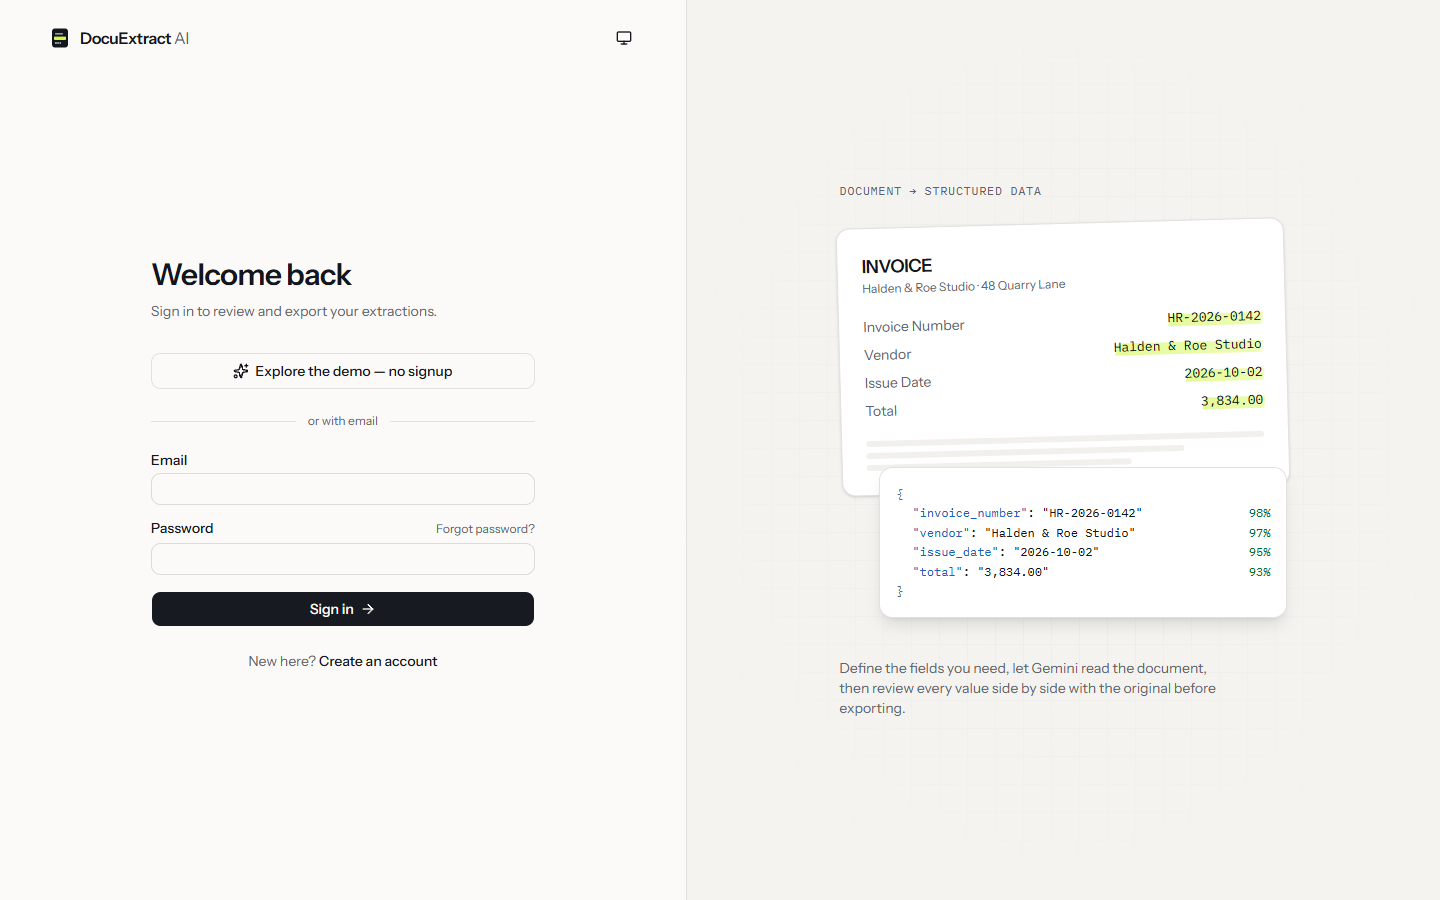 DocuExtract AI
Welcome back
Sign in to review and export your extractions.
Explore the demo — no signup
or with email
Email
Password
Forgot password?
Sign in →
New here? Create an account
DOCUMENT → STRUCTURED DATA
INVOICE
Halden & Roe Studio · 48 Quarry Lane
Invoice Number HR-2026-0142
Vendor Halden & Roe Studio
Issue Date 2026-10-02
Total 3,834.00
{
"invoice_number": "HR-2026-0142" 98%
"vendor": "Halden & Roe Studio" 97%
"issue_date": "2026-10-02" 95%
"total": "3,834.00" 93%
}
Define the fields you need, let Gemini read the document,
then review every value side by side with the original before
exporting.